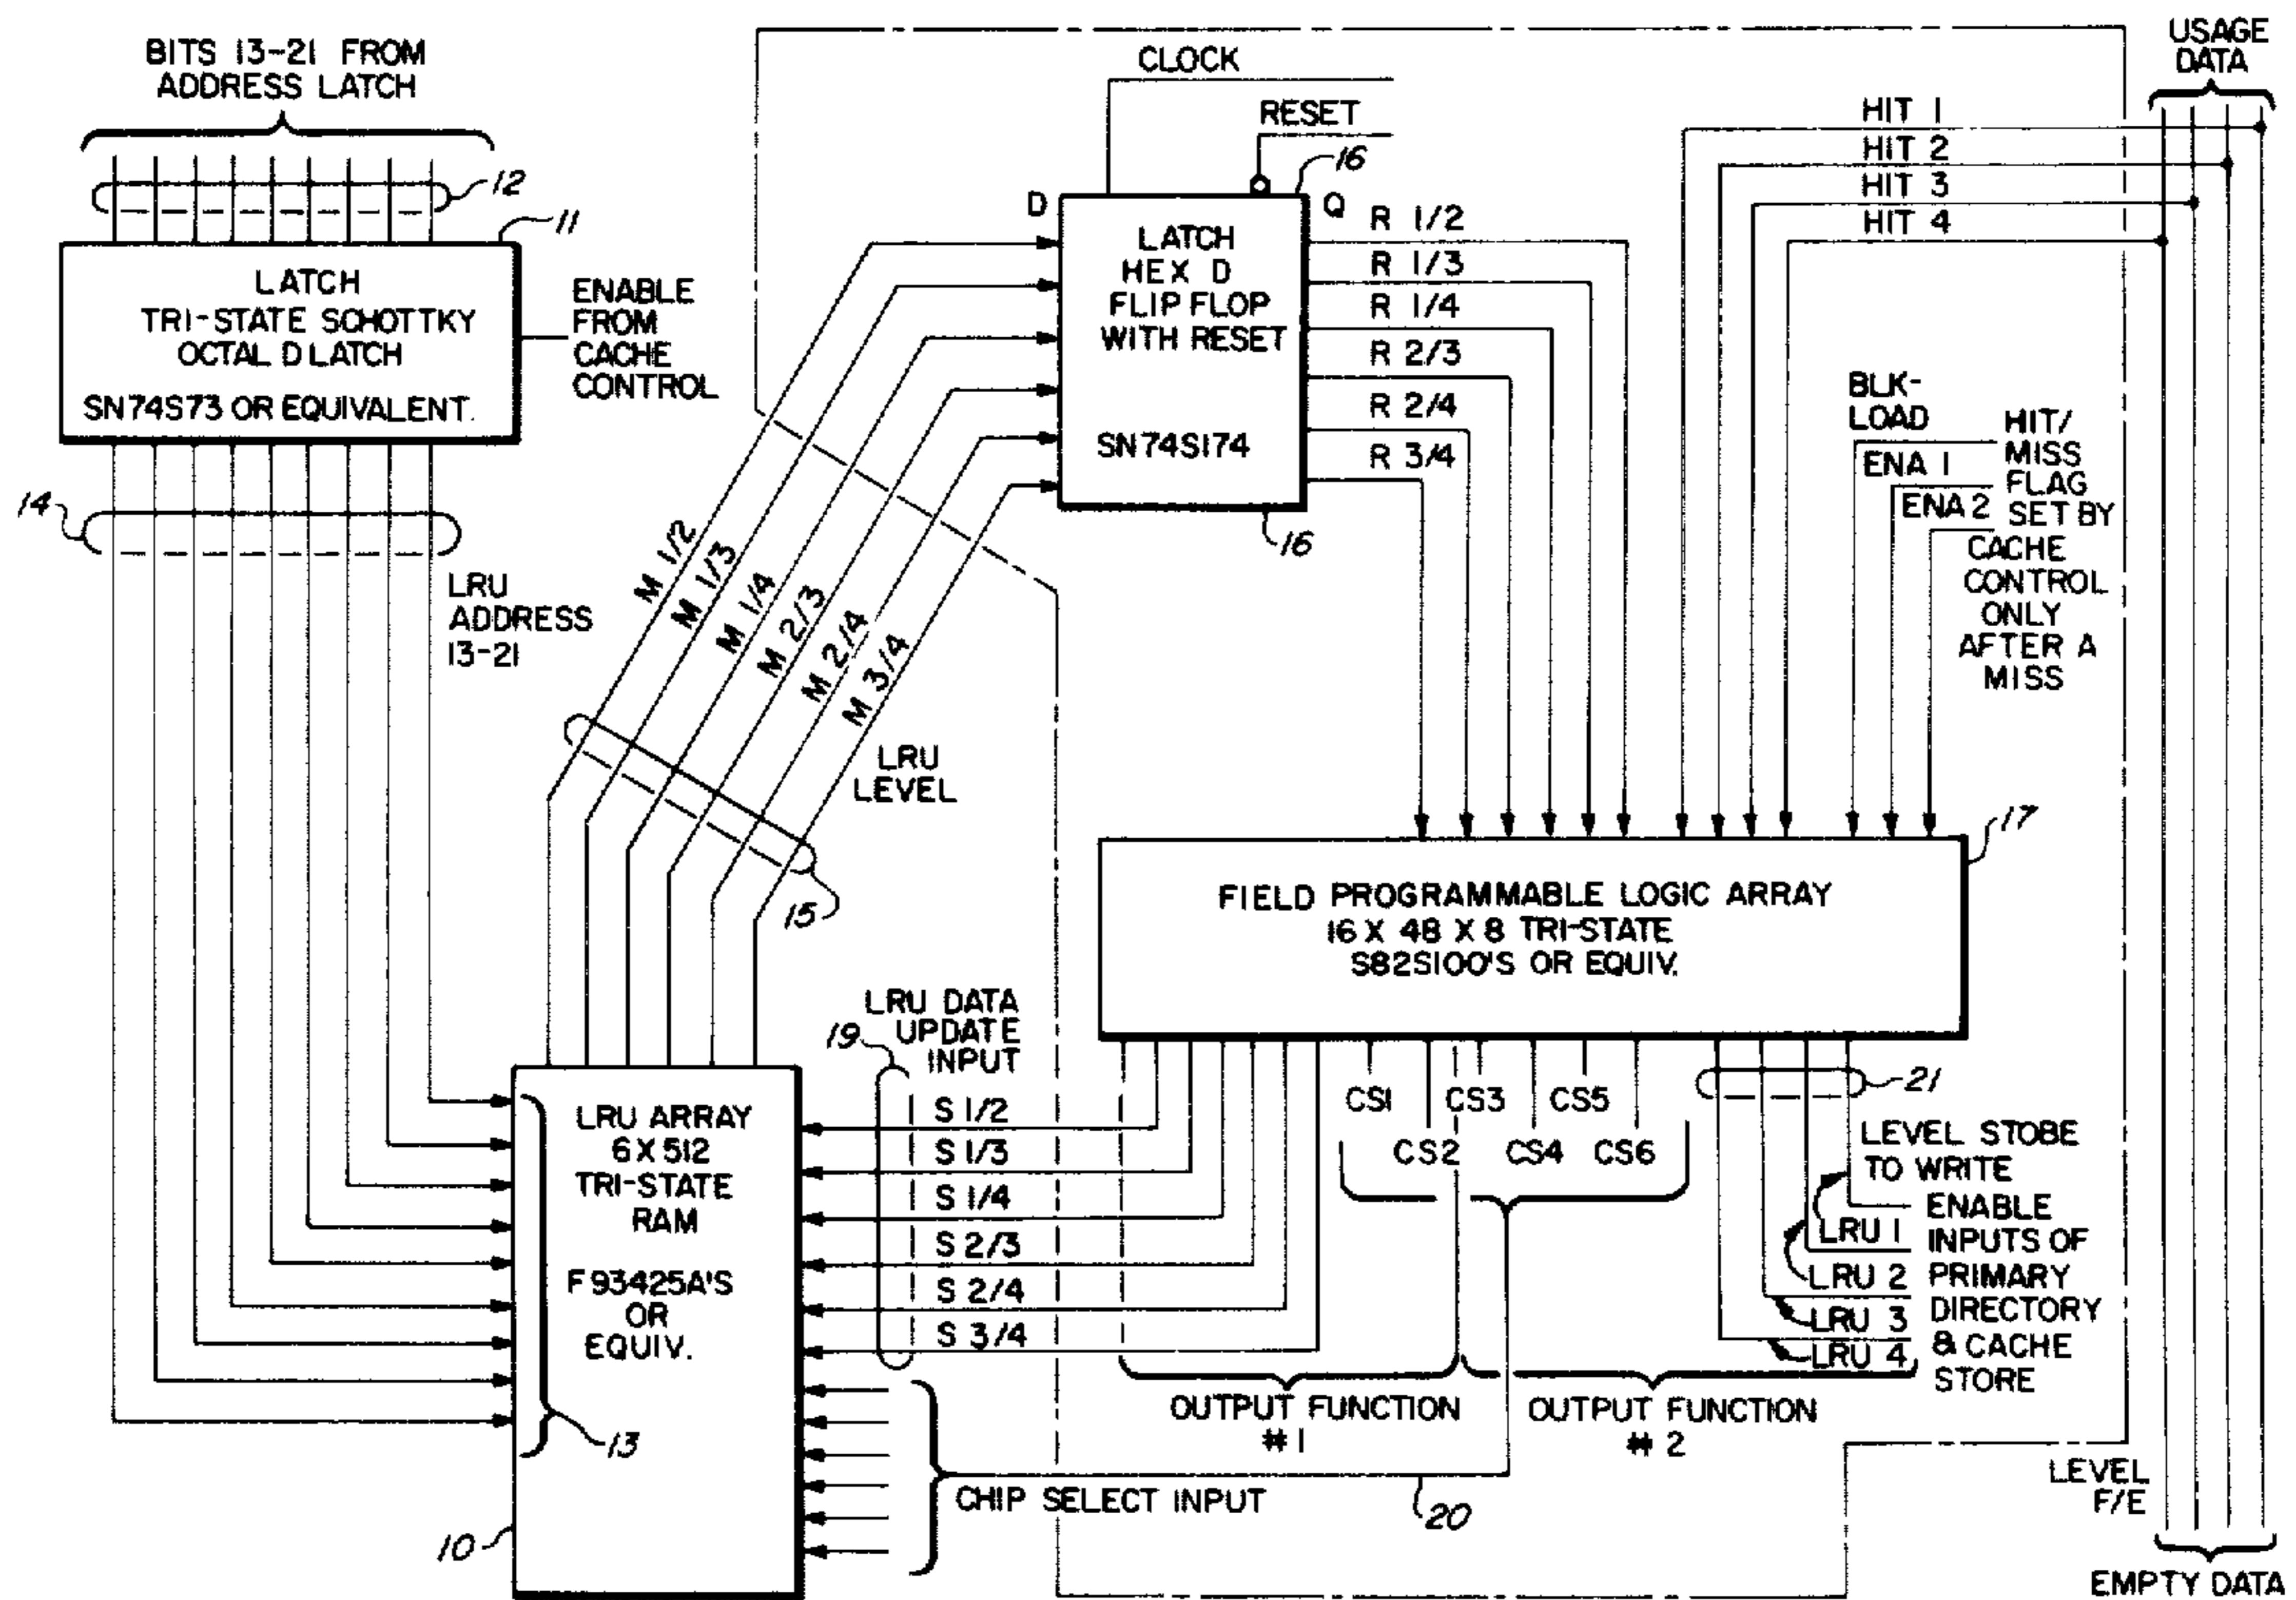 BITS 13-21 FROM
ADDRESS LATCH
12
11
LATCH
TRI-STATE SCHOTTKY
OCTAL D LATCH
SN74S73 OR EQUIVALENT.
ENABLE
FROM
CACHE
CONTROL
14
LRU
ADDRESS
13-21
CLOCK
RESET
16
D
Q
LATCH
HEX D
FLIP FLOP
WITH RESET
SN74S174
16
R 1/2
R 1/3
R 1/4
R 2/3
R 2/4
R 3/4
M 1/2
M 1/3
M 1/4
M 2/3
M 2/4
M 3/4
LRU
LEVEL
15
USAGE
DATA
HIT 1
HIT 2
HIT 3
HIT 4
BLK-
LOAD
ENA 1
ENA 2
HIT/
MISS
FLAG
SET BY
CACHE
CONTROL
ONLY
AFTER A
MISS
17
FIELD PROGRAMMABLE LOGIC ARRAY
16 X 48 X 8 TRI-STATE
S82S100'S OR EQUIV.
LRU DATA
UPDATE
INPUT
19
S 1/2
S 1/3
S 1/4
S 2/3
S 2/4
S 3/4
LRU ARRAY
6 X 512
TRI-STATE
RAM
F93425A'S
OR
EQUIV.
13
10
CS1
CS2
CS3
CS4
CS5
CS6
21
LEVEL STOBE
TO WRITE
ENABLE
INPUTS OF
PRIMARY
DIRECTORY
& CACHE
STORE
LRU 1
LRU 2
LRU 3
LRU 4
OUTPUT FUNCTION
# 1
OUTPUT FUNCTION
# 2
CHIP SELECT INPUT
20
LEVEL
F/E
EMPTY DATA